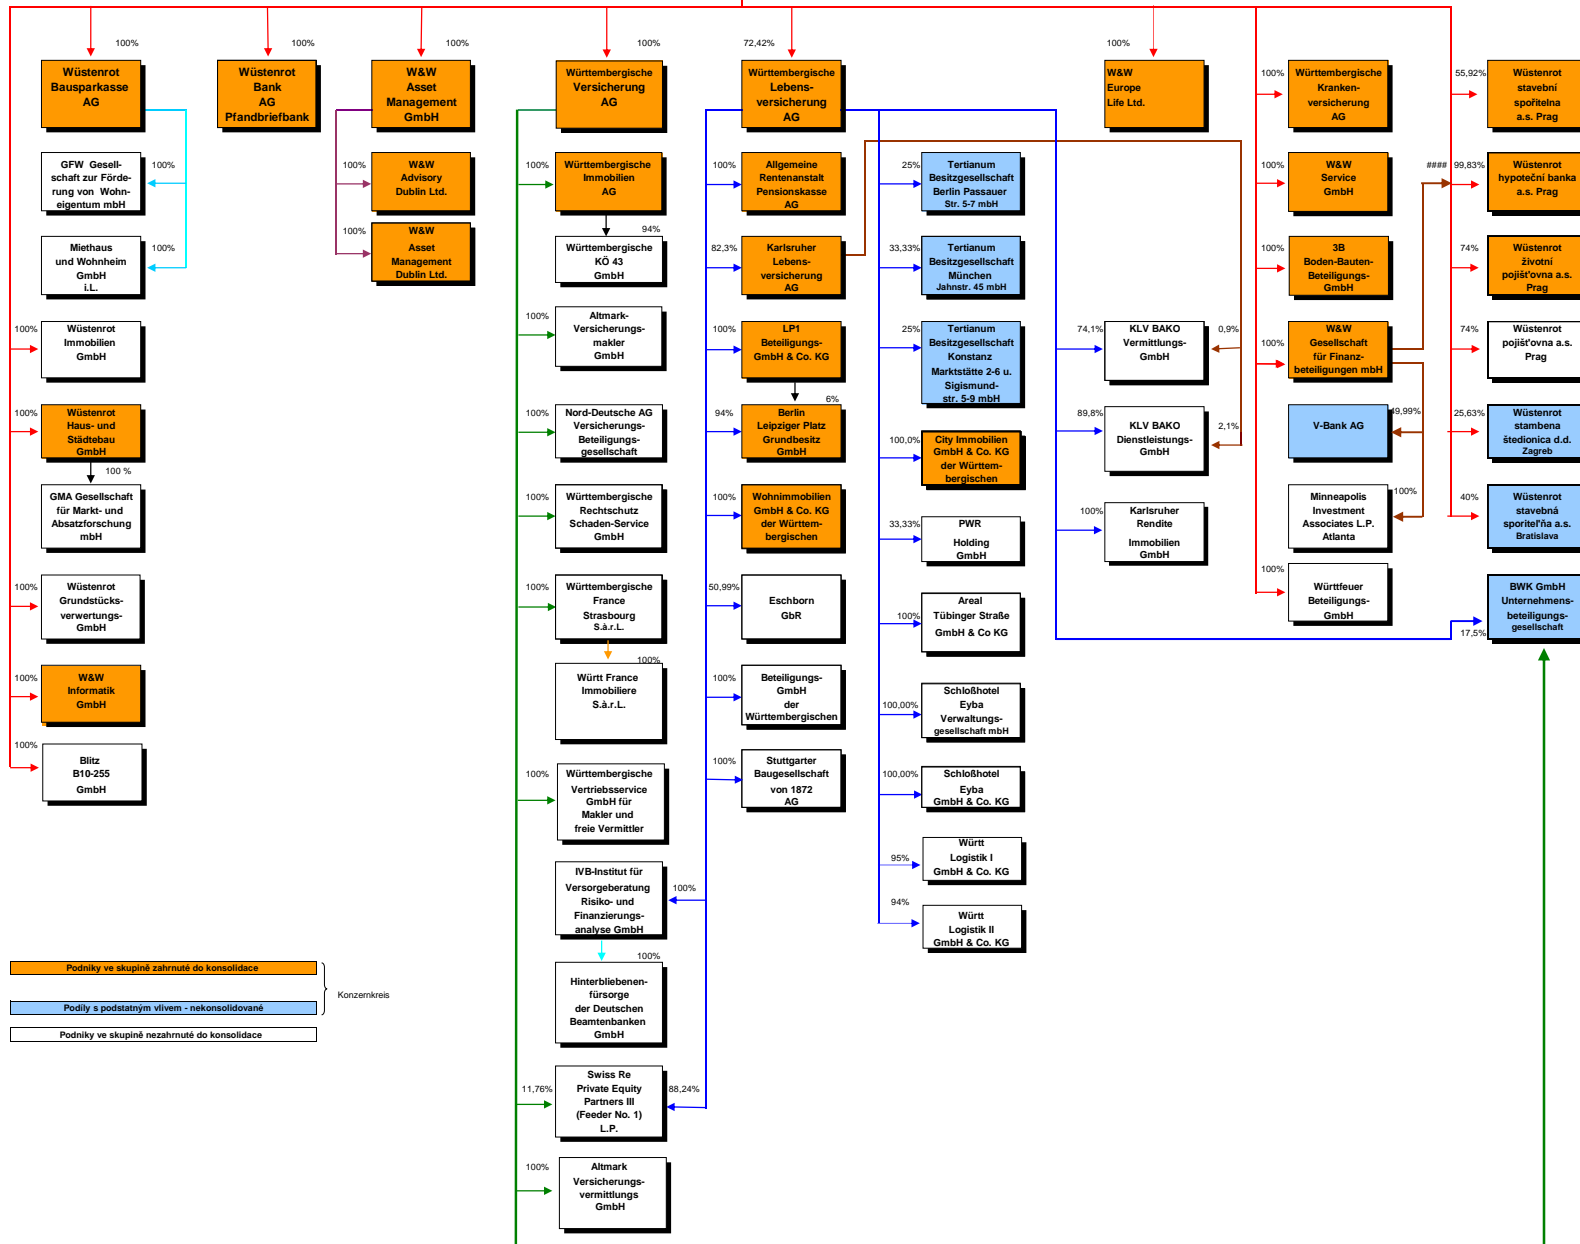 100%
100%
100%
100%
72,42%
100%
Wüstenrot
Bausparkasse
AG
Wüstenrot
Bank
AG
Pfandbriefbank
W&W
Asset
Management
GmbH
Württembergische
Versicherung
AG
Württembergische
Lebens-
versicherung
AG
W&W
Europe
Life Ltd.
100%
Württembergische
Kranken-
versicherung
AG
55,92%
Wüstenrot
stavební
spořitelna
a.s. Prag
GFW Gesell-
schaft zur Förde-
rung von Wohn-
eigentum mbH
100%
100%
W&W
Advisory
Dublin Ltd.
100%
Württembergische
Immobilien
AG
100%
Allgemeine
Rentenanstalt
Pensionskasse
AG
25%
Tertianum
Besitzgesellschaft
Berlin Passauer
Str. 5-7 mbH
100%
W&W
Service
GmbH
####
99,83%
Wüstenrot
hypoteční banka
a.s. Prag
Miethaus
und Wohnheim
GmbH
i.L.
100%
100%
W&W
Asset
Management
Dublin Ltd.
94%
Württembergische
KÖ 43
GmbH
82,3%
Karlsruher
Lebens-
versicherung
AG
33,33%
Tertianum
Besitzgesellschaft
München
Jahnstr. 45 mbH
100%
3B
Boden-Bauten-
Beteiligungs-
GmbH
74%
Wüstenrot
životní
pojišt'ovna a.s.
Prag
100%
Wüstenrot
Immobilien
GmbH
100%
Altmark-
Versicherungs-
makler
GmbH
100%
LP1
Beteiligungs-
GmbH & Co. KG
25%
Tertianum
Besitzgesellschaft
Konstanz
Marktstätte 2-6 u.
Sigismund-
str. 5-9 mbH
74,1%
KLV BAKO
Vermittlungs-
GmbH
0,9%
100%
W&W
Gesellschaft
für Finanz-
beteiligungen mbH
74%
Wüstenrot
pojišt'ovna a.s.
Prag
100%
Wüstenrot
Haus- und
Städtebau
GmbH
100%
Nord-Deutsche AG
Versicherungs-
Beteiligungs-
gesellschaft
94%
6%
Berlin
Leipziger Platz
Grundbesitz
GmbH
100,0%
City Immobilien
GmbH & Co. KG
der Württem-
bergischen
89,8%
KLV BAKO
Dienstleistungs-
GmbH
2,1%
V-Bank AG
49,99%
25,63%
Wüstenrot
stambena
štedionica d.d.
Zagreb
100 %
GMA Gesellschaft
für Markt- und
Absatzforschung
mbH
100%
Württembergische
Rechtschutz
Schaden-Service
GmbH
100%
Wohnimmobilien
GmbH & Co. KG
der Württem-
bergischen
33,33%
PWR
Holding
GmbH
100%
Karlsruher
Rendite
Immobilien
GmbH
Minneapolis
Investment
Associates L.P.
Atlanta
100%
40%
Wüstenrot
stavebná
sporitel'ňa a.s.
Bratislava
100%
Wüstenrot
Grundstücks-
verwertungs-
GmbH
100%
Württembergische
France
Strasbourg
S.à.r.L.
50,99%
Eschborn
GbR
100%
Areal
Tübinger Straße
GmbH & Co KG
100%
Württfeuer
Beteiligungs-
GmbH
BWK GmbH
Unternehmens-
beteiligungs-
gesellschaft
17,5%
100%
W&W
Informatik
GmbH
100%
Württ France
Immobiliere
S.à.r.L.
100%
Beteiligungs-
GmbH
der
Württembergischen
100,00%
Schloßhotel
Eyba
Verwaltungs-
gesellschaft mbH
100%
Blitz
B10-255
GmbH
100%
Württembergische
Vertriebsservice
GmbH für
Makler und
freie Vermittler
100%
Stuttgarter
Baugesellschaft
von 1872
AG
100,00%
Schloßhotel
Eyba
GmbH & Co. KG
IVB-Institut für
Versorgeberatung
Risiko- und
Finanzierungs-
analyse GmbH
100%
95%
Württ
Logistik I
GmbH & Co. KG
94%
Württ
Logistik II
GmbH & Co. KG
100%
Hinterbliebenen-
fürsorge
der Deutschen
Beamtenbanken
GmbH
Podniky ve skupině zahrnuté do konsolidace
Konzernkreis
Podíly s podstatným vlivem - nekonsolidované
Podniky ve skupině nezahrnuté do konsolidace
11,76%
Swiss Re
Private Equity
Partners III
(Feeder No. 1)
L.P.
88,24%
100%
Altmark
Versicherungs-
vermittlungs
GmbH